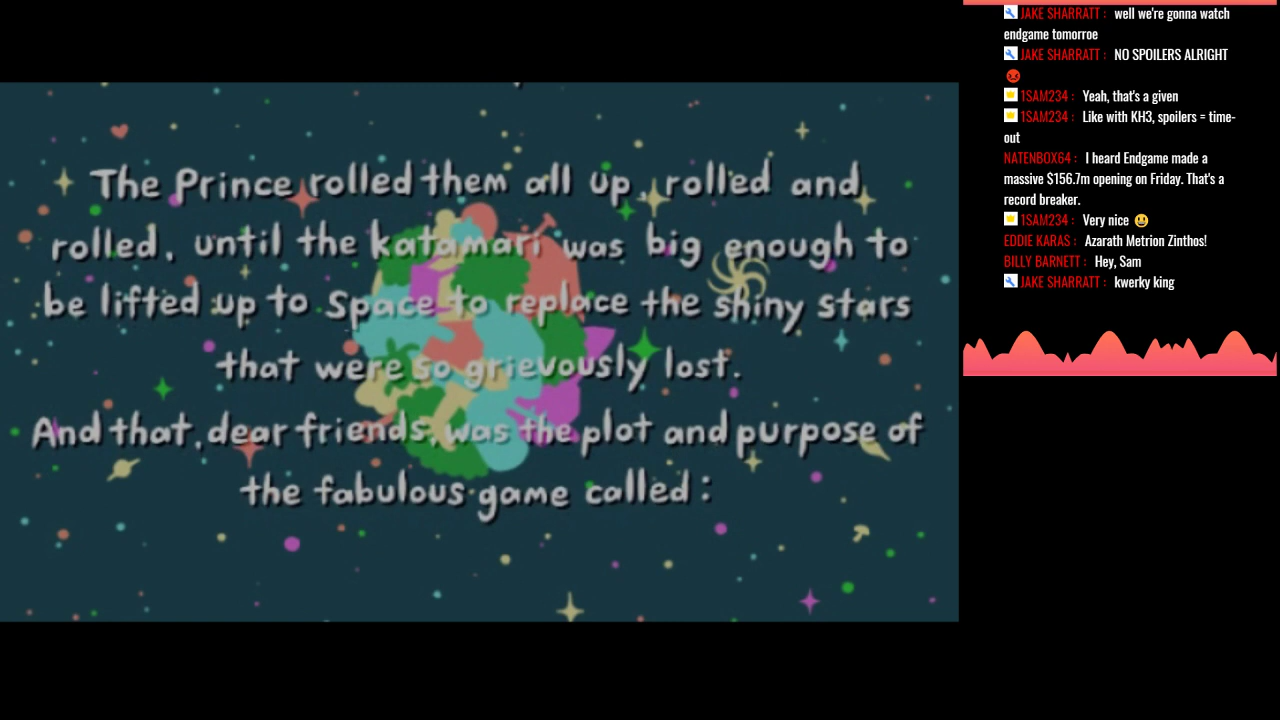 The Prince rolled them all up, rolled and
rolled, until the katamari was big enough to
be lifted up to Space to replace the shiny stars
that were so grievously lost.
And that, dear friends, was the plot and purpose of
the fabulous game called :
JAKE SHARRATT : well we're gonna watch
endgame tomorroe
JAKE SHARRATT : NO SPOILERS ALRIGHT
😡
1SAM234 : Yeah, that's a given
1SAM234 : Like with KH3, spoilers = time-
out
NATENBOX64 : I heard Endgame made a
massive $156.7m opening on Friday. That's a
record breaker.
1SAM234 : Very nice 😃
EDDIE KARAS : Azarath Metrion Zinthos!
BILLY BARNETT : Hey, Sam
JAKE SHARRATT : kwerky king